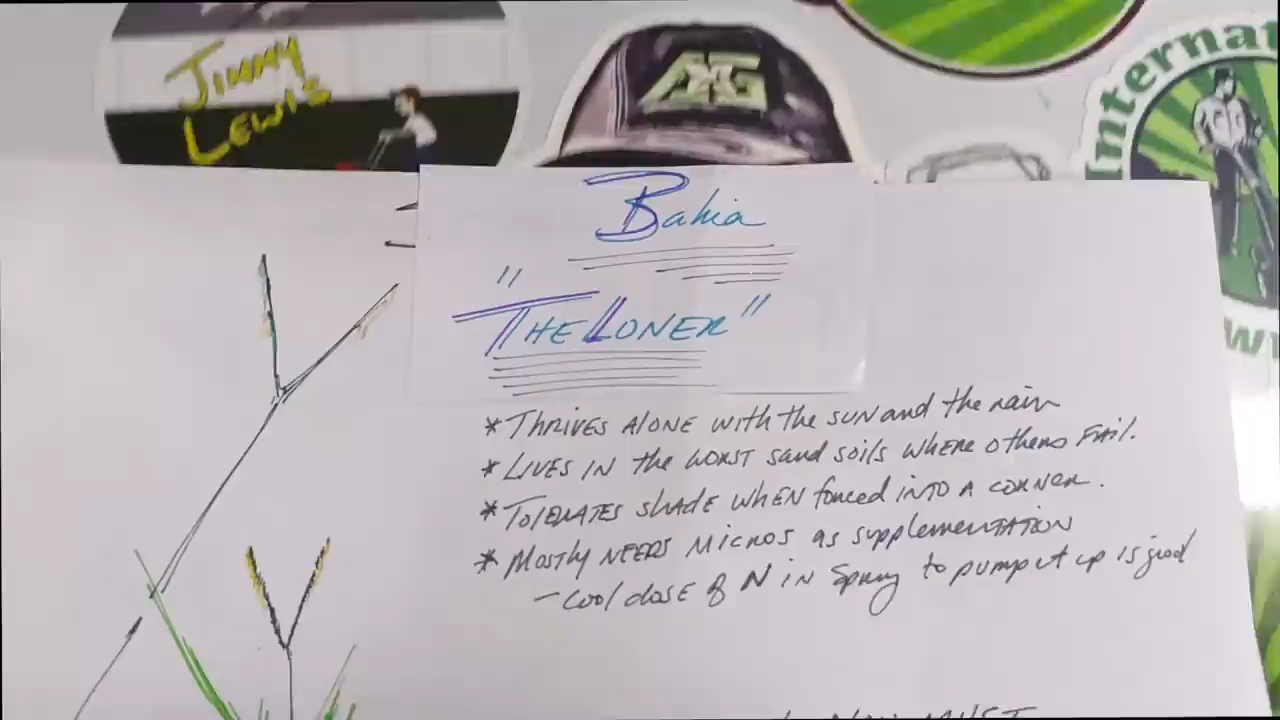 JIMMY
LEWIS
AG
Internat
Bahia
"THE LONER"
* THRIVES ALONE WITH the SUN and the rain
* LIVES IN the WORST sand soils WHERE others FAIL.
* TOLERATES SHADE WHEN forced INTO A CORNER.
* Mostly NEEDS MICROS as supplementATION
- Cool dose of N in Spring to pump it up is good